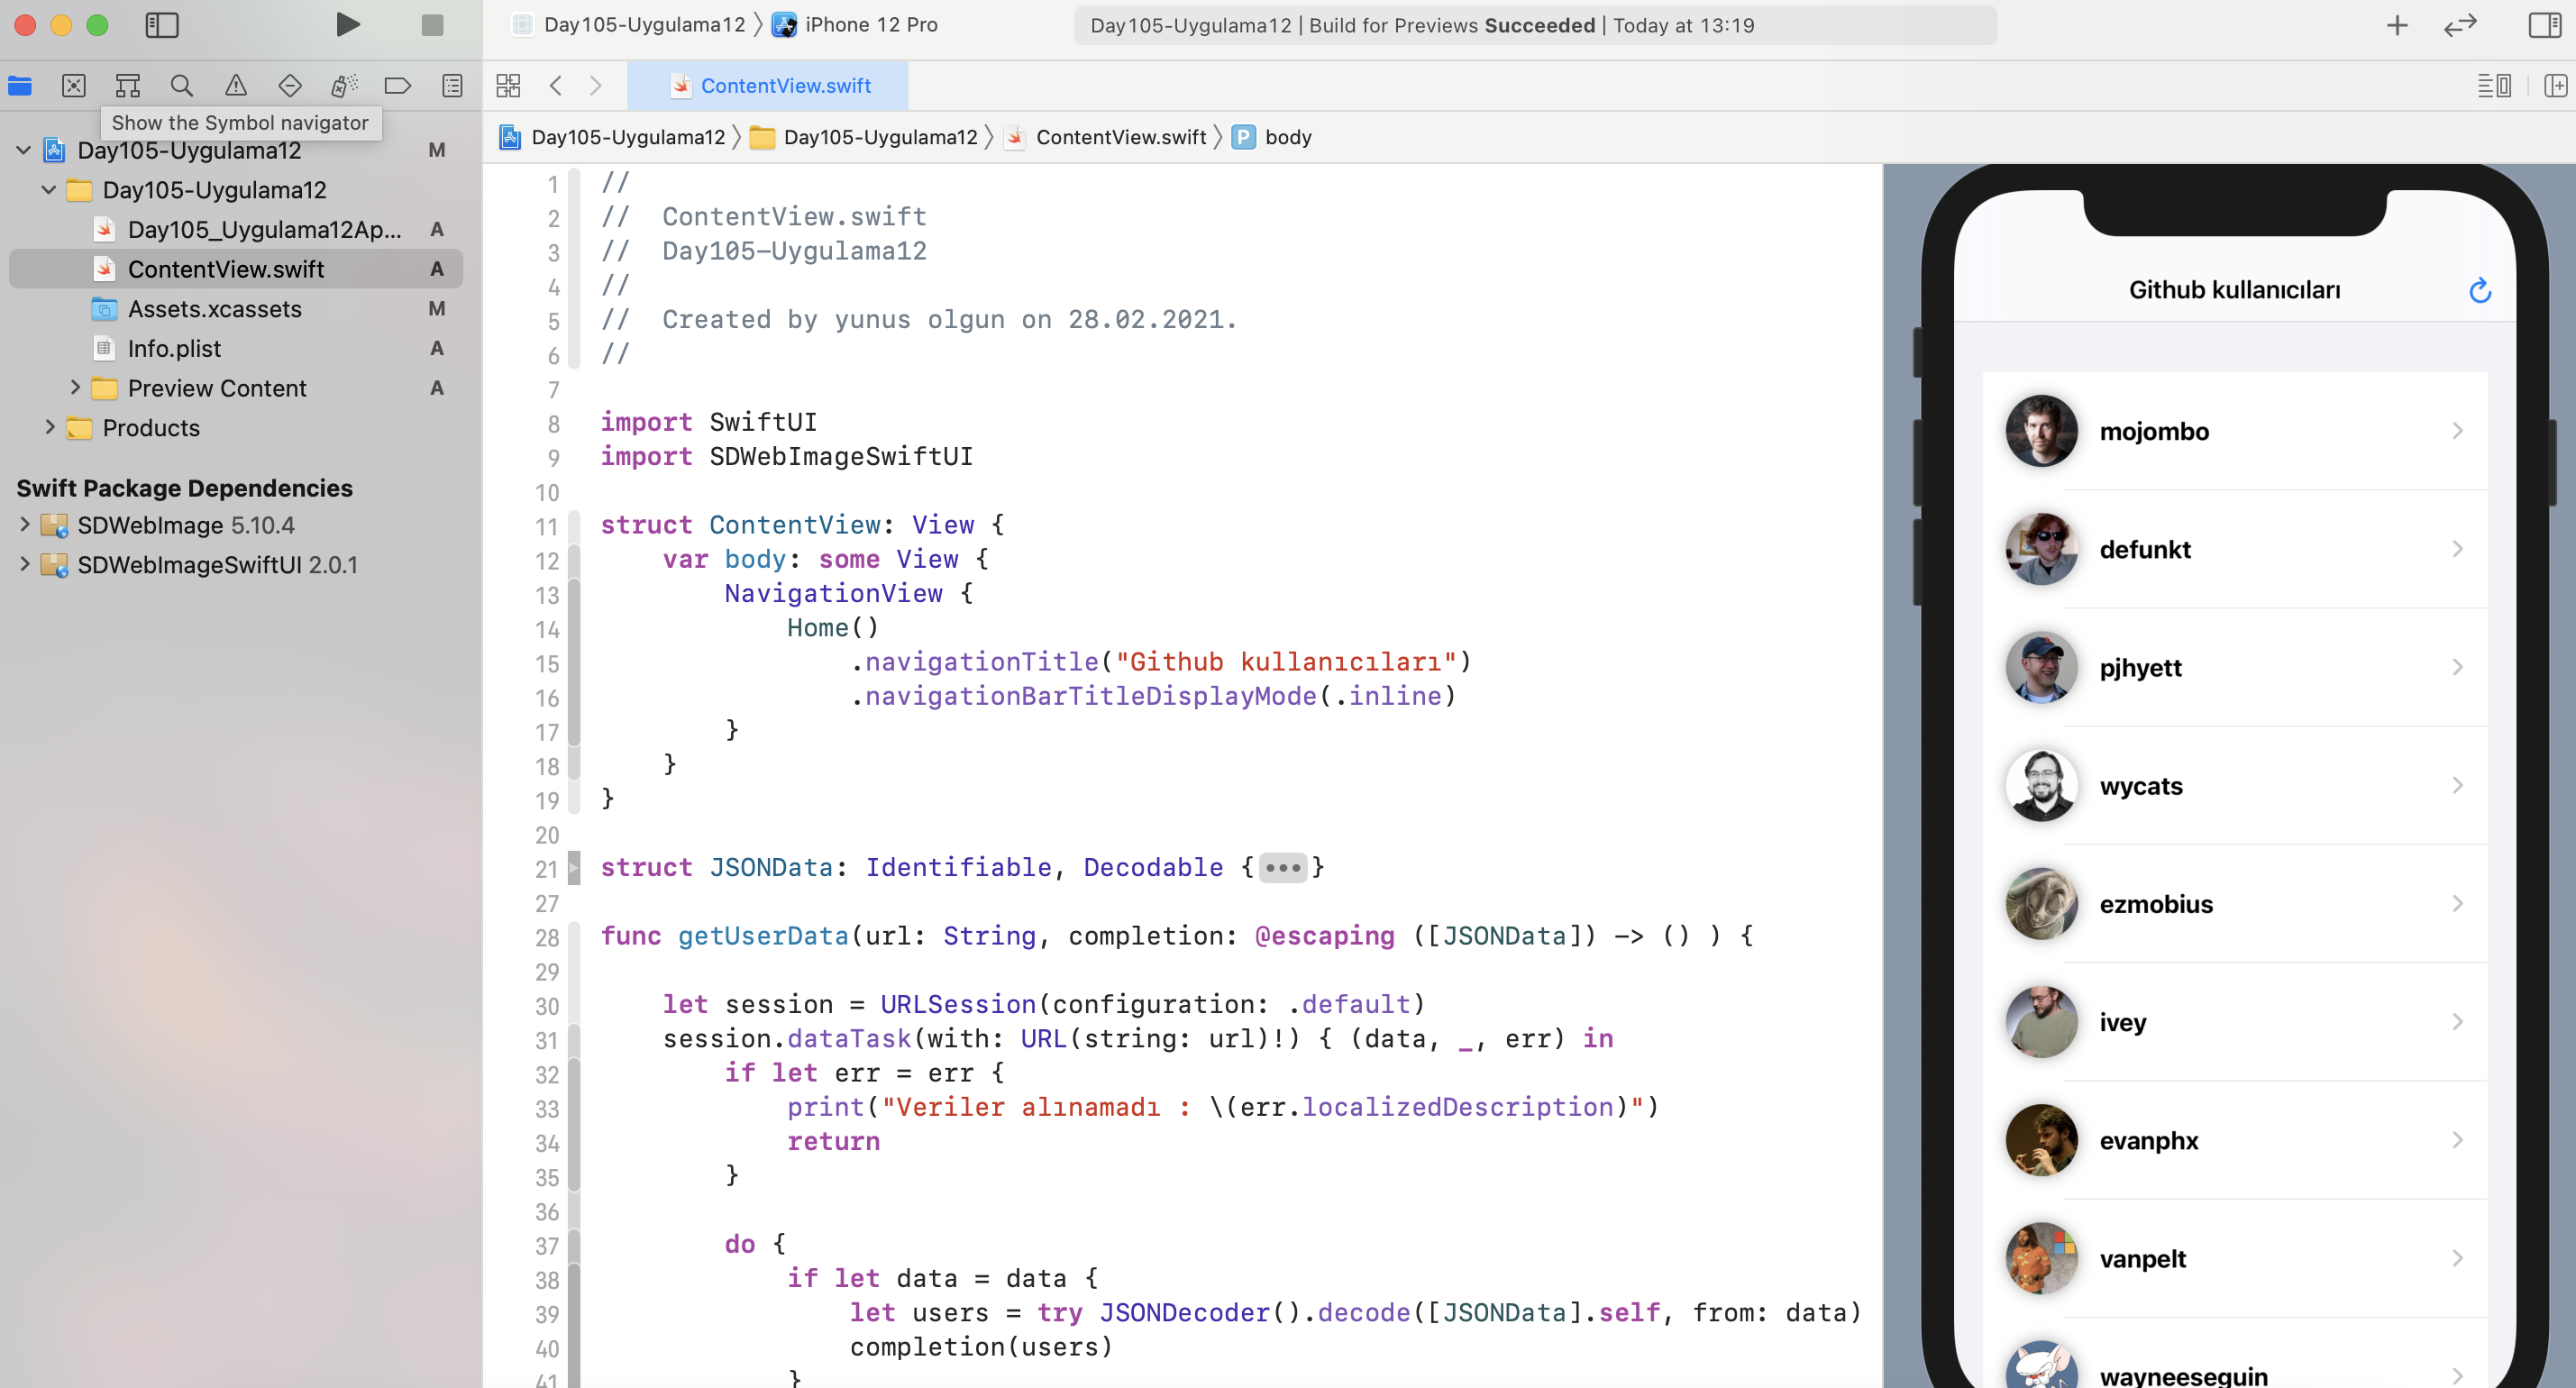 Day105-Uygulama12 〉 iPhone 12 Pro
Day105-Uygulama12 | Build for Previews Succeeded | Today at 13:19
ContentView.swift
Show the Symbol navigator
Day105-Uygulama12 〉 Day105-Uygulama12 〉 ContentView.swift 〉 P body
Day105-Uygulama12 M
Day105-Uygulama12
Day105_Uygulama12Ap... A
ContentView.swift A
Assets.xcassets M
Info.plist A
Preview Content A
Products
Swift Package Dependencies
SDWebImage 5.10.4
SDWebImageSwiftUI 2.0.1
1 //
2 //  ContentView.swift
3 //  Day105-Uygulama12
4 //
5 //  Created by yunus olgun on 28.02.2021.
6 //
7
8 import SwiftUI
9 import SDWebImageSwiftUI
10
11 struct ContentView: View {
12     var body: some View {
13         NavigationView {
14             Home()
15                 .navigationTitle("Github kullanıcıları")
16                 .navigationBarTitleDisplayMode(.inline)
17         }
18     }
19 }
20
21 struct JSONData: Identifiable, Decodable {•••}
27
28 func getUserData(url: String, completion: @escaping ([JSONData]) -> () ) {
29
30     let session = URLSession(configuration: .default)
31     session.dataTask(with: URL(string: url)!) { (data, _, err) in
32         if let err = err {
33             print("Veriler alınamadı : \(err.localizedDescription)")
34             return
35         }
36
37         do {
38             if let data = data {
39                 let users = try JSONDecoder().decode([JSONData].self, from: data)
40                 completion(users)
41             }
Github kullanıcıları
mojombo
defunkt
pjhyett
wycats
ezmobius
ivey
evanphx
vanpelt
wayneeseguin